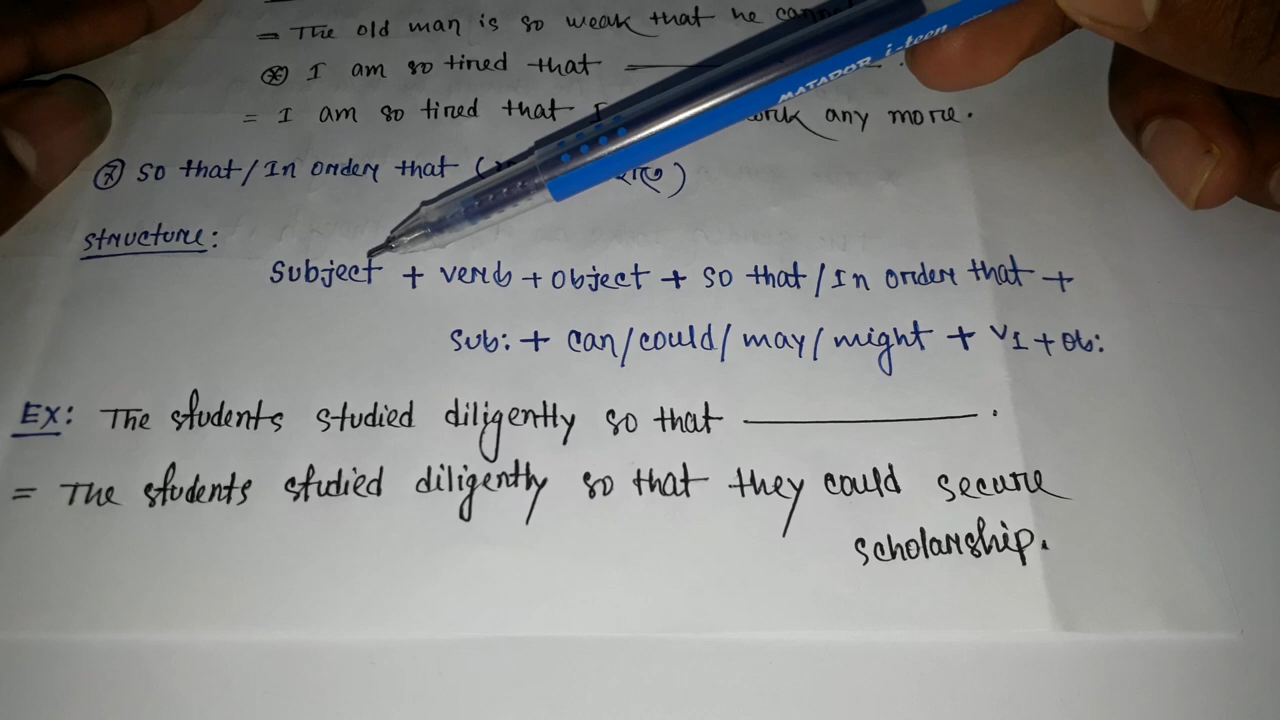 = The old man is so weak that he
⊛ I am so tired that ________ .
= I am so tired that I work any more.
⑦ So that/In order that (
Structure:
Subject + verb + object + so that/In order that +
Sub: + can/could/may/might + V1 + Ob:
Ex: The students studied diligently so that ________ .
= The students studied diligently so that they could secure
scholarship.
MATADOR i-teen